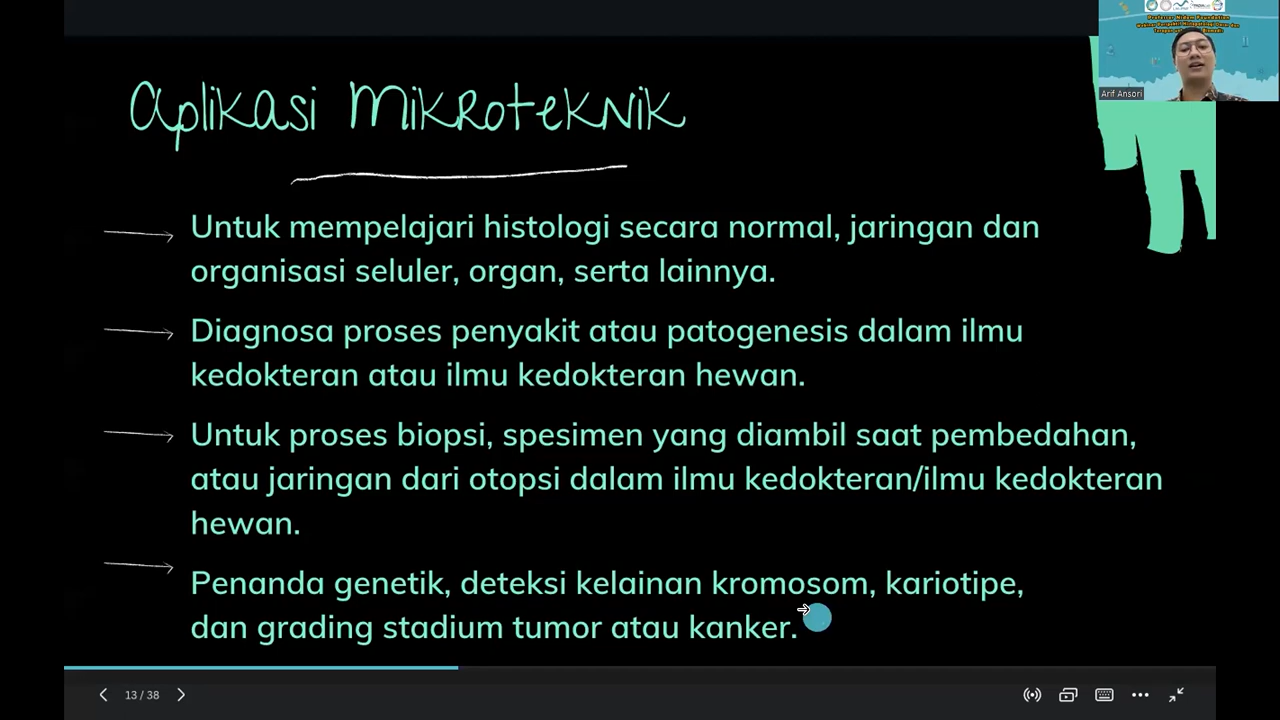 Professor Nidom Foundation
Arif Ansori
Aplikasi Mikroteknik
Untuk mempelajari histologi secara normal, jaringan dan
organisasi seluler, organ, serta lainnya.
Diagnosa proses penyakit atau patogenesis dalam ilmu
kedokteran atau ilmu kedokteran hewan.
Untuk proses biopsi, spesimen yang diambil saat pembedahan,
atau jaringan dari otopsi dalam ilmu kedokteran/ilmu kedokteran
hewan.
Penanda genetik, deteksi kelainan kromosom, kariotipe,
dan grading stadium tumor atau kanker.
13 / 38